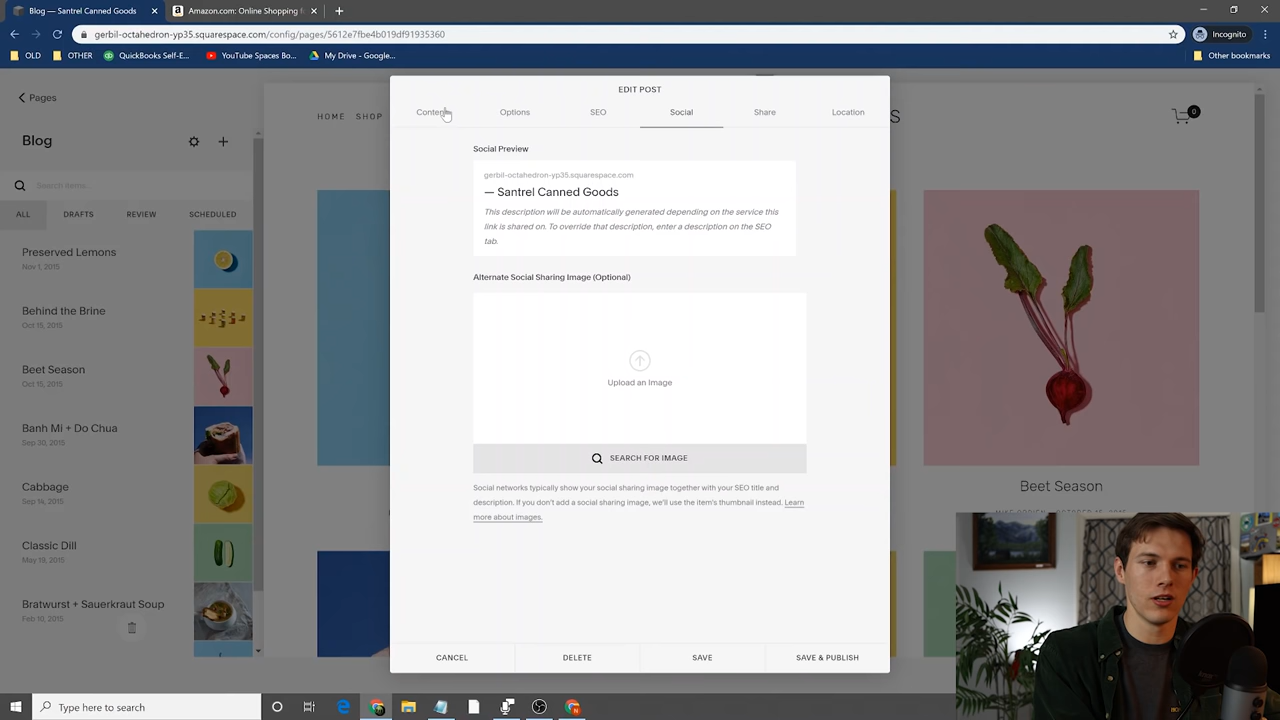 Blog — Santrel Canned Goods
Amazon.com: something f
gerbil-octahedron-yp35.squarespace.com/config/pages/5612e7fbe4b019df91935360
Incognito
OLD
OTHER
QuickBooks Self-E...
YouTube Spaces Bo...
My Drive - Google...
Other bookmarks
Pages
Blog
Search items...
ALL
DRAFTS
REVIEW
SCHEDULED
Preserved Lemons
Nov 1, 2015
Behind the Brine
Oct 15, 2015
Beet Season
Oct 15, 2015
Banh Mi + Do Chua
Sep 30, 2015
Cabbage
Sep 14, 2015
Classic Dill
May 19, 2015
Bratwurst + Sauerkraut Soup
Feb 10, 2015
HOME SHOP
S
0
EDIT POST
Content
Options
SEO
Social
Share
Location
Social Preview
gerbil-octahedron-yp35.squarespace.com
— Santrel Canned Goods
This description will be automatically generated depending on the service this
link is shared on. To override that description, enter a description on the SEO
tab.
Alternate Social Sharing Image (Optional)
Upload an Image
SEARCH FOR IMAGE
Social networks typically show your social sharing image together with your SEO title and
description. If you don't add a social sharing image, we'll use the item's thumbnail instead. Learn
more about images.
CANCEL
DELETE
SAVE
SAVE & PUBLISH
Beet Season
Type here to search